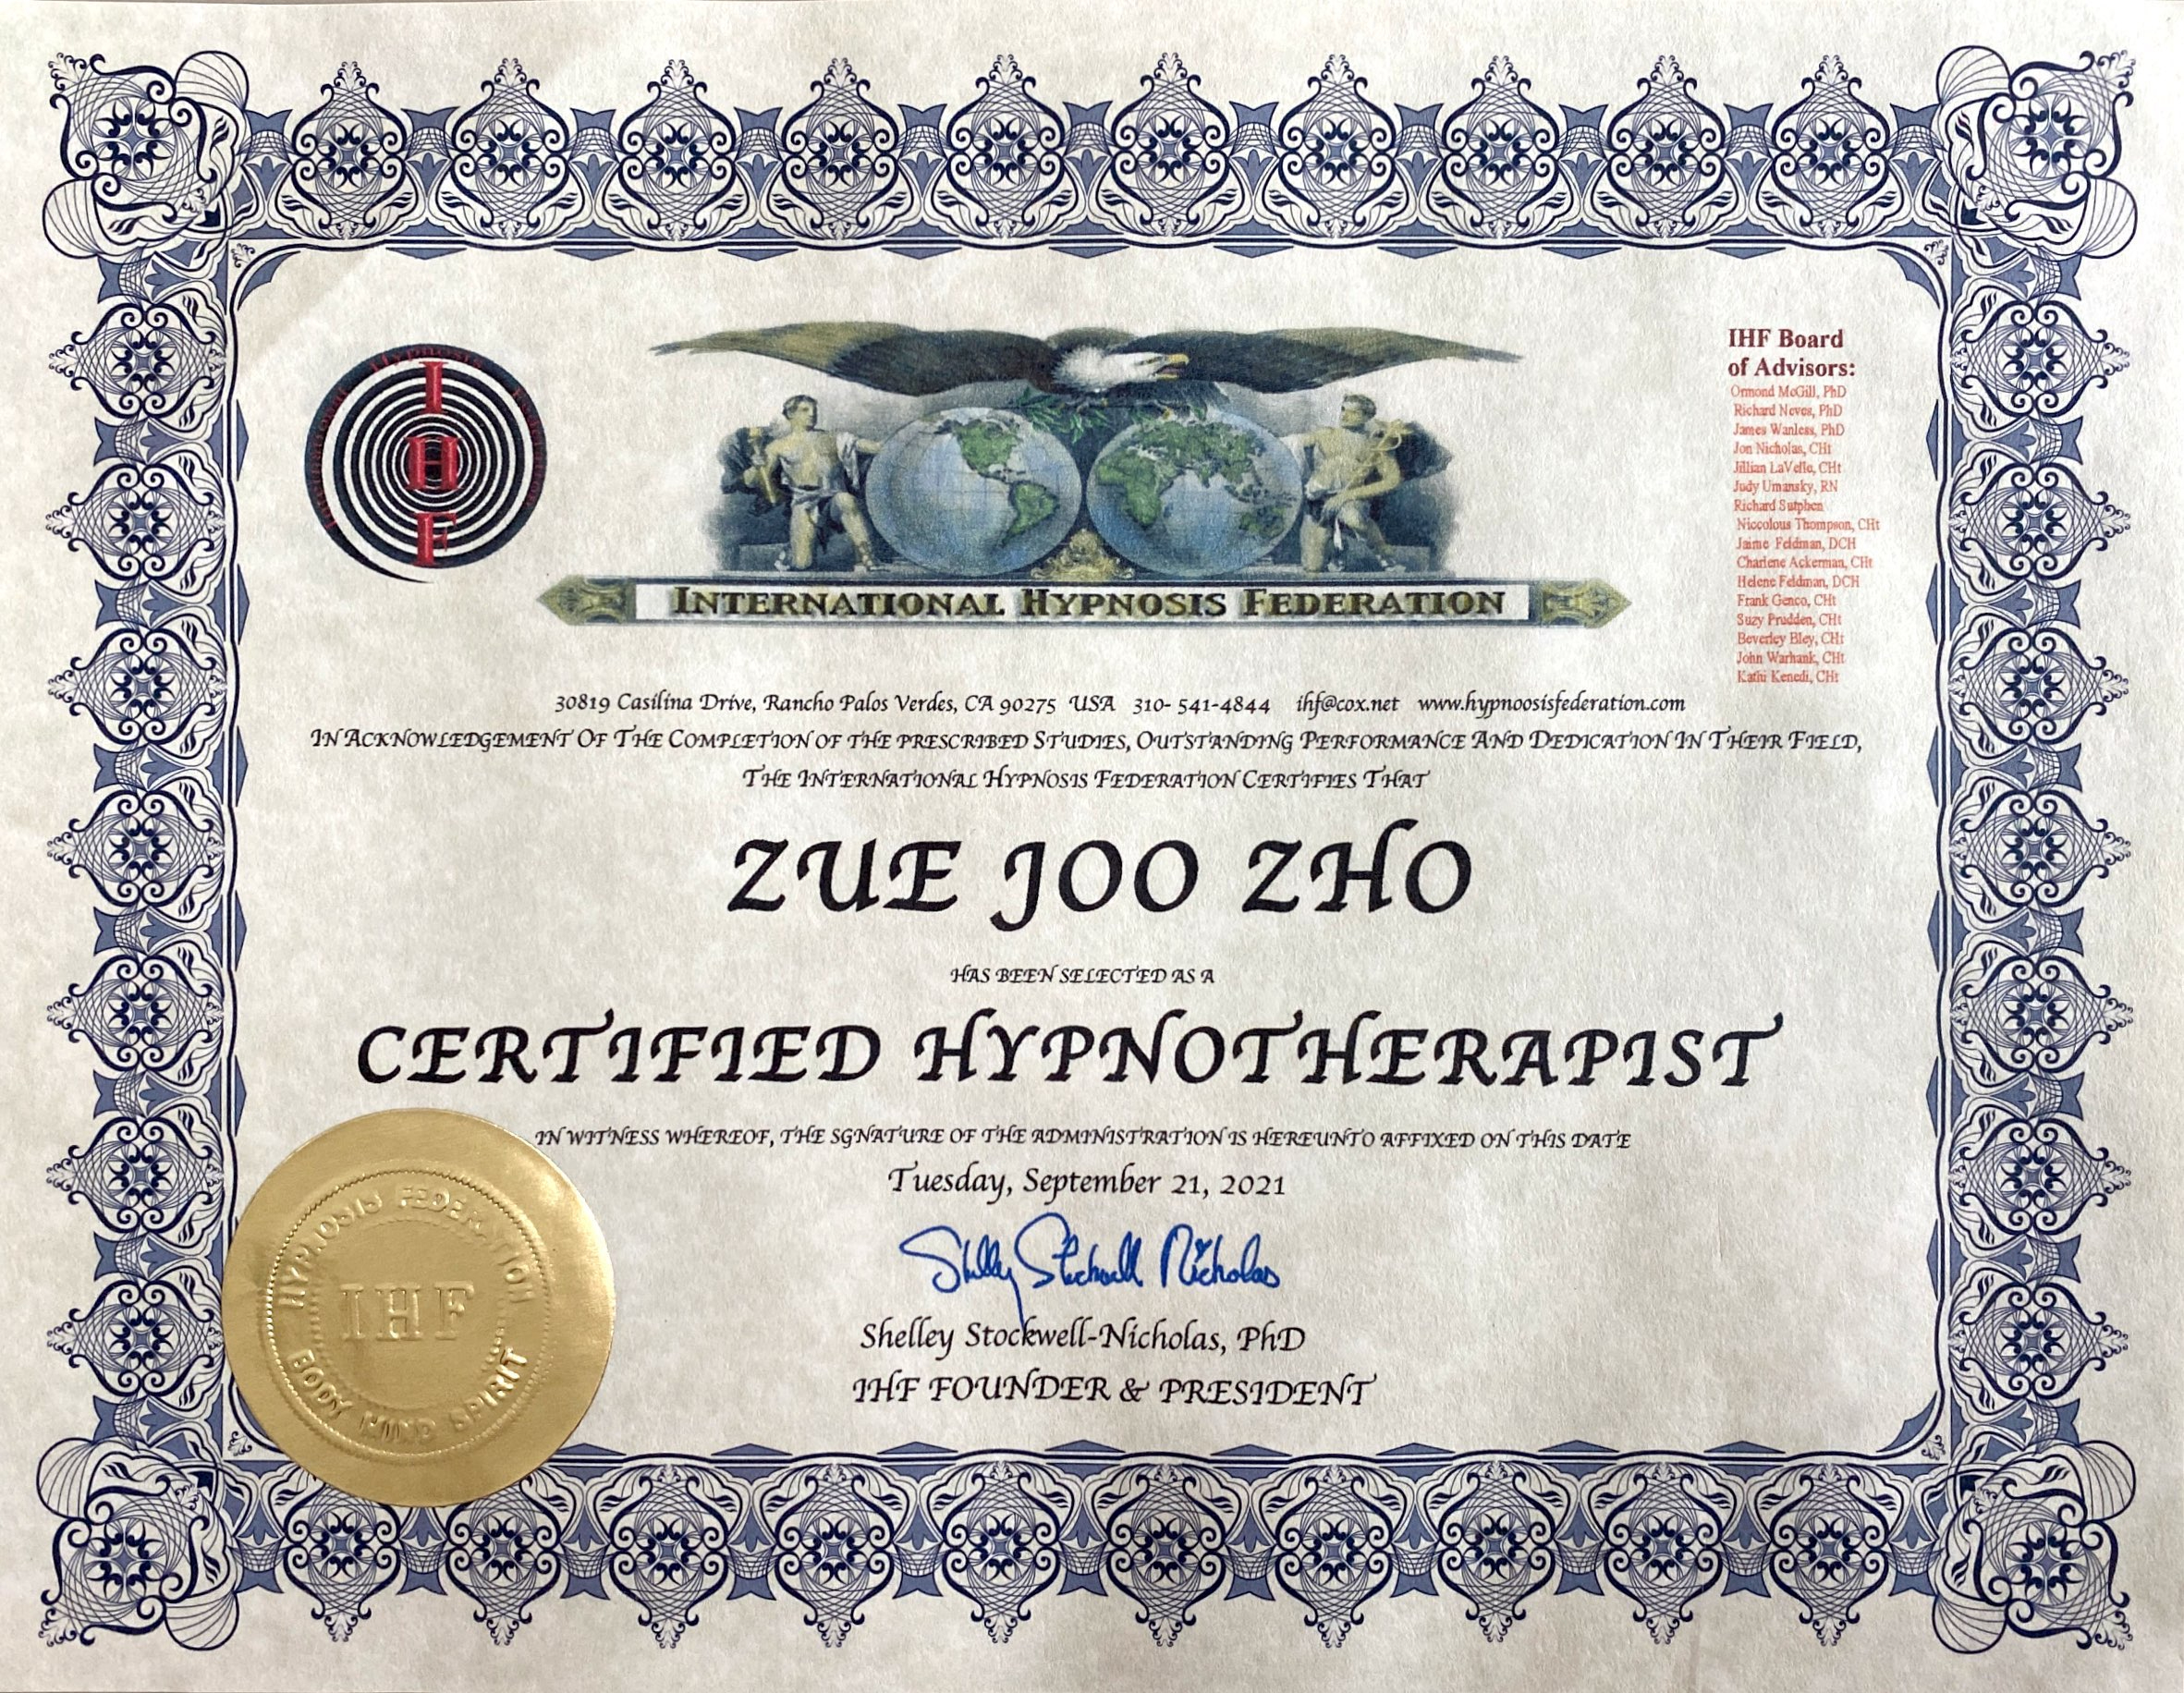 International Hypnosis Federation
I
H
F
INTERNATIONAL HYPNOSIS FEDERATION
IHF Board
of Advisors:
Ormond McGill, PhD
Richard Neves, PhD
James Wanless, PhD
Jon Nicholas, CHt
Jillian LaVelle, CHt
Judy Umansky, RN
Richard Sutphen
Niccolous Thompson, CHt
Jaime Feldman, DCH
Charlene Ackerman, CHt
Helene Feldman, DCH
Frank Genco, CHt
Suzy Prudden, CHt
Beverley Bley, CHt
John Warhank, CHt
Kathi Kenedi, CHt
30819 Casilina Drive, Rancho Palos Verdes, CA 90275 USA 310- 541-4844 ihf@cox.net www.hypnoosisfederation.com
IN ACKNOWLEDGEMENT OF THE COMPLETION OF THE PRESCRIBED STUDIES, OUTSTANDING PERFORMANCE AND DEDICATION IN THEIR FIELD,
THE INTERNATIONAL HYPNOSIS FEDERATION CERTIFIES THAT
ZUE JOO ZHO
HAS BEEN SELECTED AS A
CERTIFIED HYPNOTHERAPIST
IN WITNESS WHEREOF, THE SGNATURE OF THE ADMINISTRATION IS HEREUNTO AFFIXED ON THIS DATE
Tuesday, September 21, 2021
Shelley Stockwell Nicholas
Shelley Stockwell-Nicholas, PhD
IHF FOUNDER & PRESIDENT
HYPNOSIS FEDERATION
IHF
BODY MIND SPIRIT